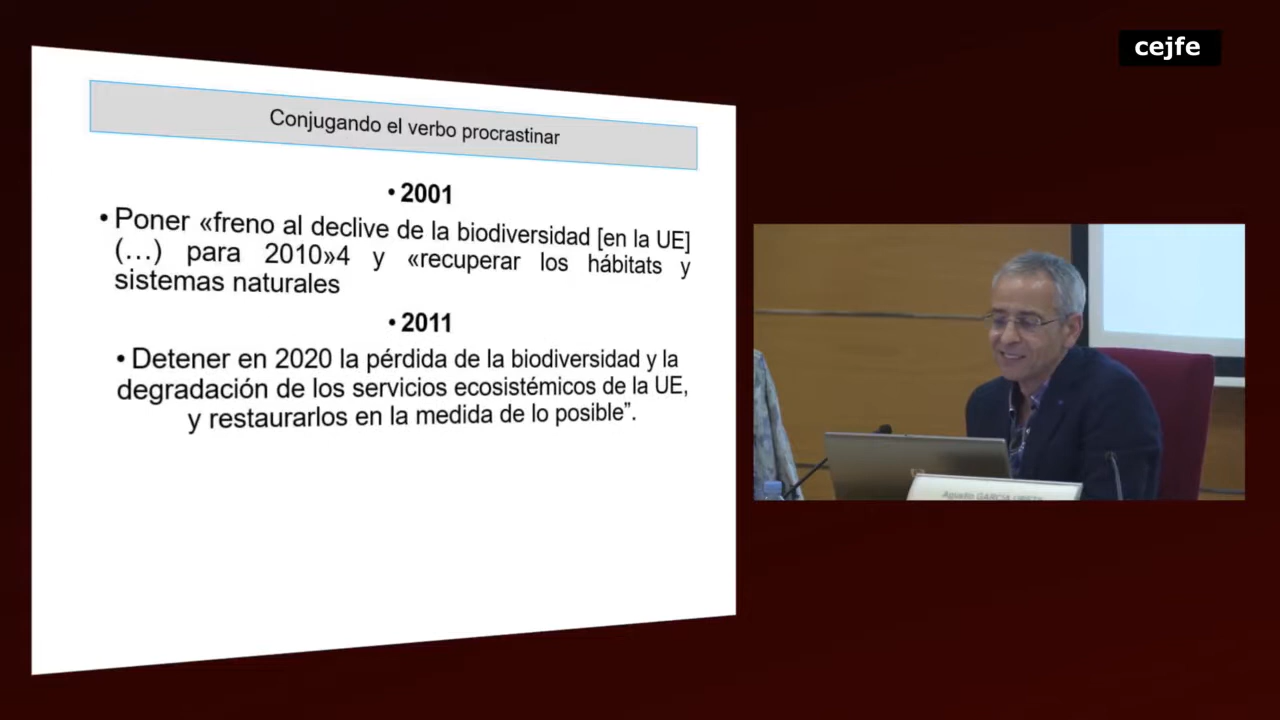 cejfe
Conjugando el verbo procrastinar
• 2001
• Poner «freno al declive de la biodiversidad [en la UE]
(…) para 2010»4 y «recuperar los hábitats y
sistemas naturales
• 2011
• Detener en 2020 la pérdida de la biodiversidad y la
degradación de los servicios ecosistémicos de la UE,
y restaurarlos en la medida de lo posible”.
GARCÍA